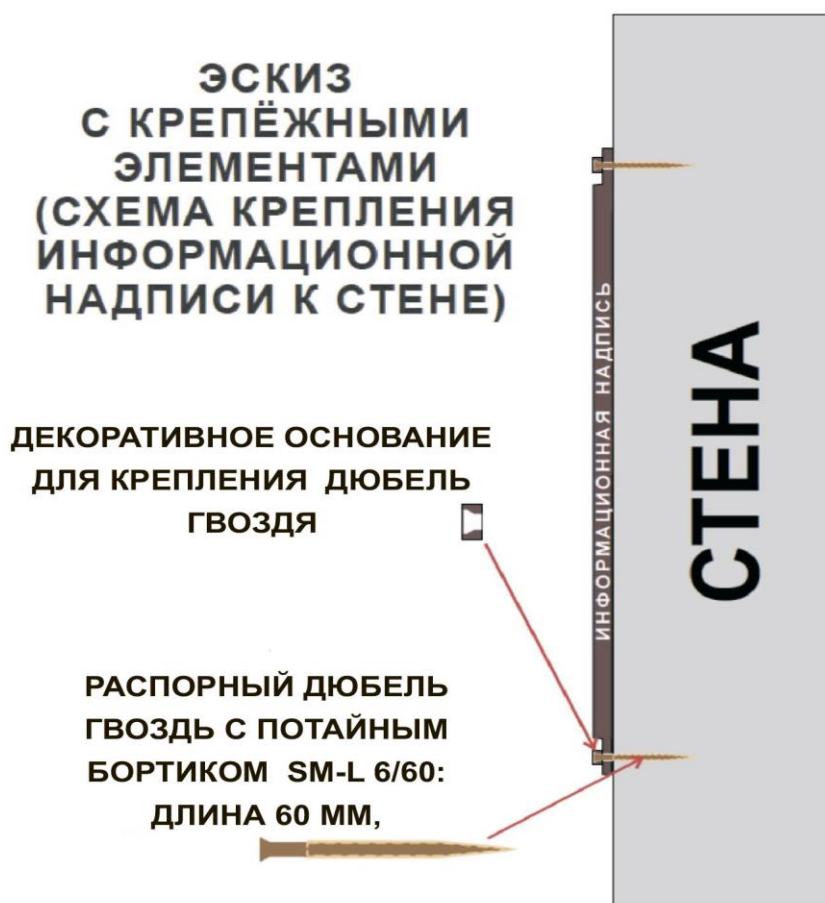 ЭСКИЗ
С КРЕПЁЖНЫМИ
ЭЛЕМЕНТАМИ
(СХЕМА КРЕПЛЕНИЯ
ИНФОРМАЦИОННОЙ
НАДПИСИ К СТЕНЕ)
ДЕКОРАТИВНОЕ ОСНОВАНИЕ
ДЛЯ КРЕПЛЕНИЯ ДЮБЕЛЬ
ГВОЗДЯ
РАСПОРНЫЙ ДЮБЕЛЬ
ГВОЗДЬ С ПОТАЙНЫМ
БОРТИКОМ SM-L 6/60:
ДЛИНА 60 ММ,
ИНФОРМАЦИОННАЯ НАДПИСЬ
СТЕНА